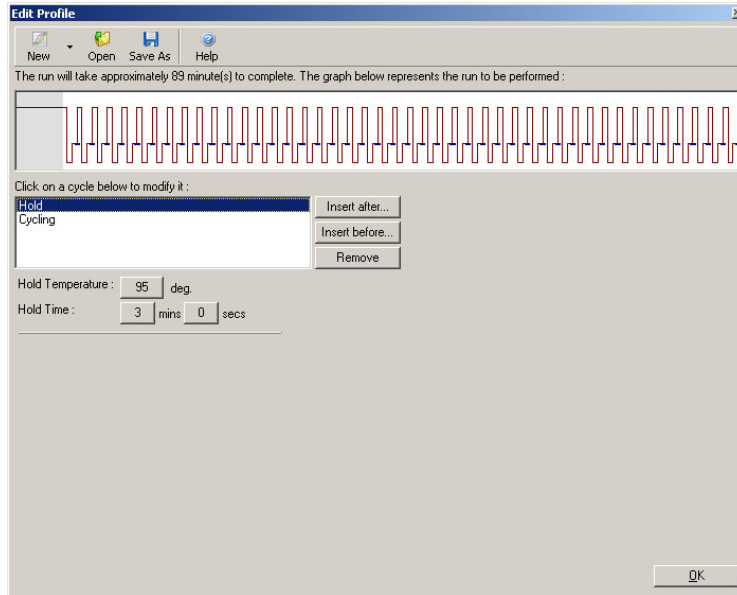 Edit Profile
New Open Save As Help
The run will take approximately 89 minute(s) to complete. The graph below represents the run to be performed :
Click on a cycle below to modify it :
Hold
Cycling
Insert after...
Insert before...
Remove
Hold Temperature : 95 deg.
Hold Time : 3 mins 0 secs
OK